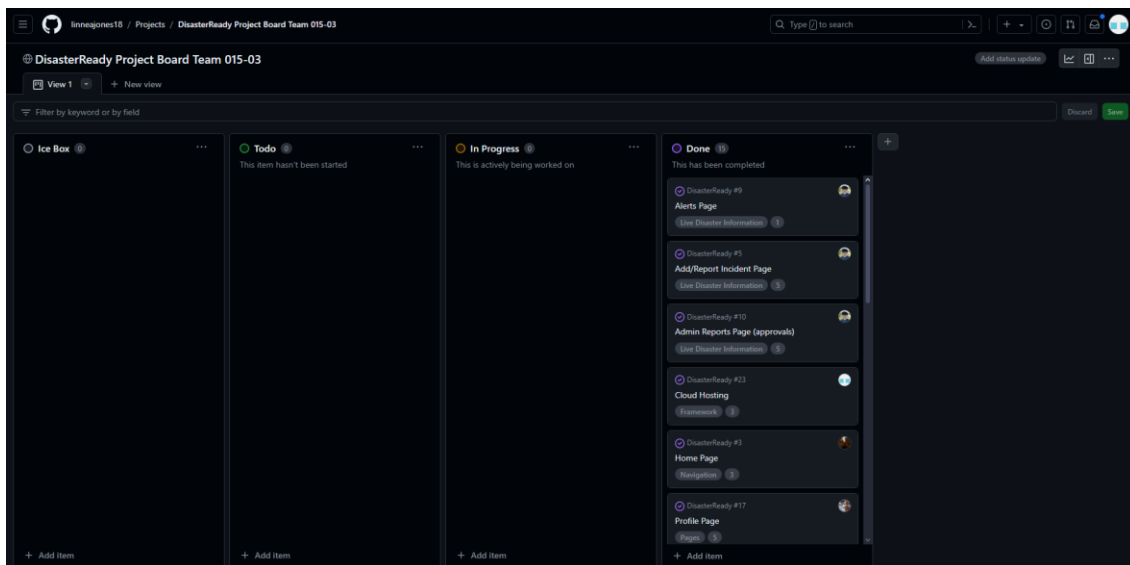 linneajones18 / Projects / DisasterReady Project Board Team 015-03
Type / to search
DisasterReady Project Board Team 015-03
Add status update
View 1
+ New view
Filter by keyword or by field
Discard
Save
Ice Box 0
Todo 0
This item hasn't been started
In Progress 0
This is actively being worked on
Done 15
This has been completed
DisasterReady #9
Alerts Page
Live Disaster Information 1
DisasterReady #5
Add/Report Incident Page
Live Disaster Information 5
DisasterReady #10
Admin Reports Page (approvals)
Live Disaster Information 5
DisasterReady #23
Cloud Hosting
Framework 3
DisasterReady #3
Home Page
Navigation 3
DisasterReady #17
Profile Page
Pages 5
+ Add item
+ Add item
+ Add item
+ Add item